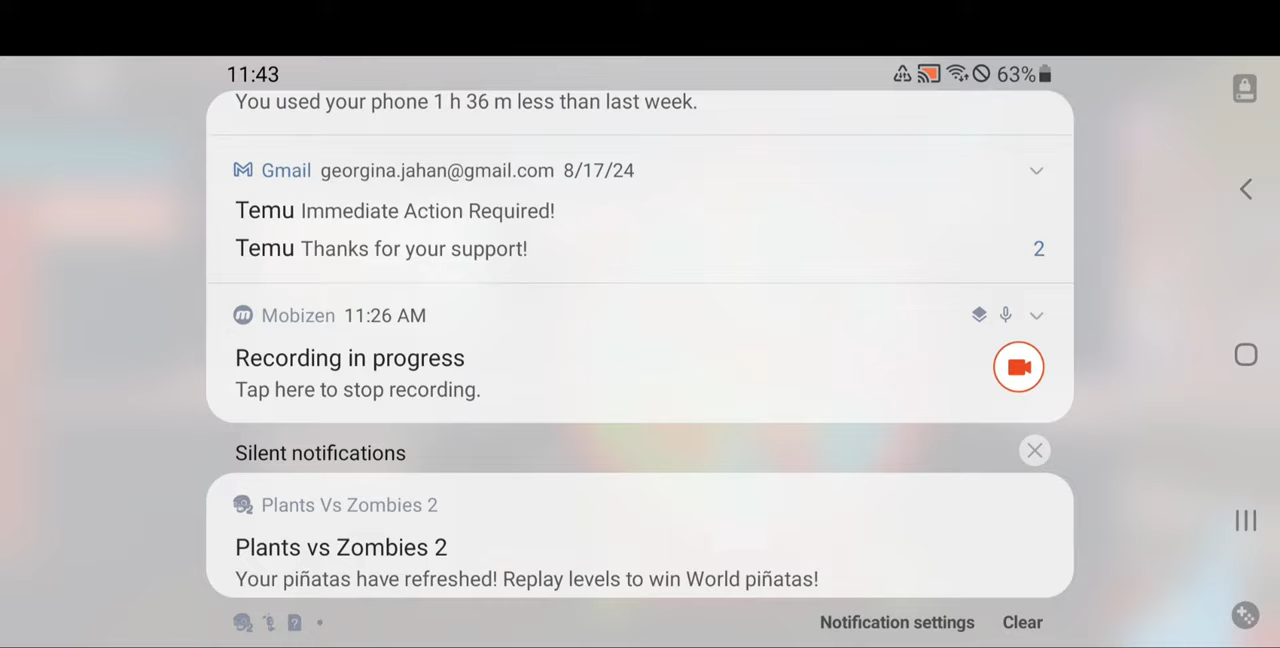 11:43
63%
You used your phone 1 h 36 m less than last week.
Gmail georgina.jahan@gmail.com 8/17/24
Temu Immediate Action Required!
Temu Thanks for your support!
2
Mobizen 11:26 AM
Recording in progress
Tap here to stop recording.
Silent notifications
Plants Vs Zombies 2
Plants vs Zombies 2
Your piñatas have refreshed! Replay levels to win World piñatas!
Notification settings Clear